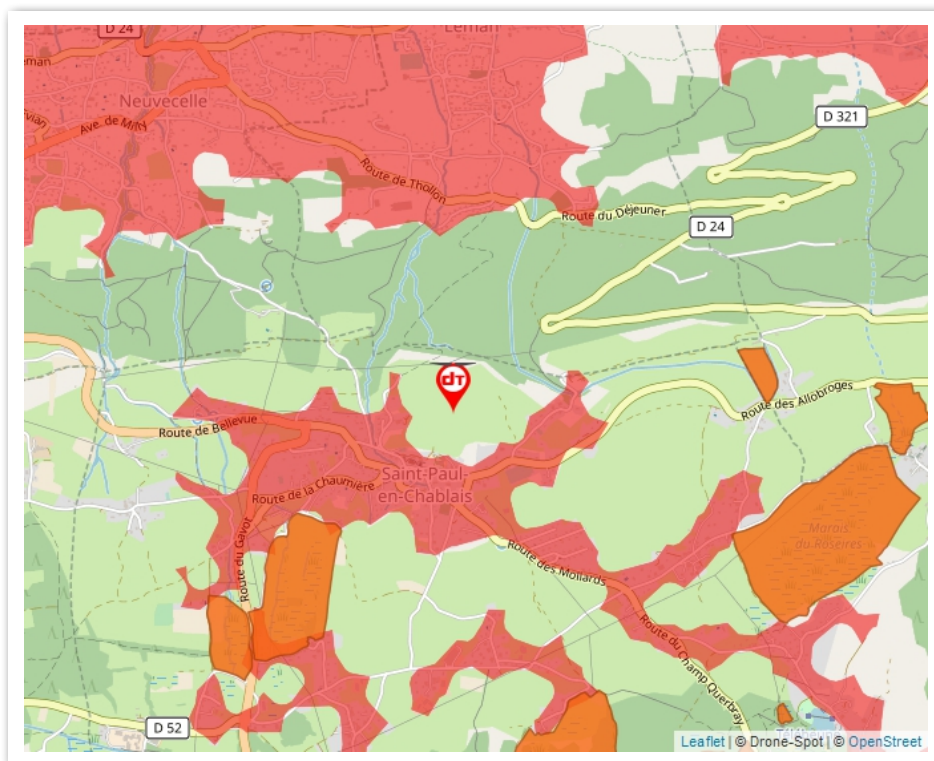 D 24
Léman
éman
Neuvecelle
D 321
Ave. de Milly
vian
Route de Thollon
Route du Déjeuner
D 24
dT
Route des Allobroges
Route de Bellevue
Saint-Paul-
en-Chablais
Route de la Chaumière
Marais
du Roseires
Route du Gavot
Route des Mollards
Route du Champ Querbray
D 52
Leaflet | © Drone-Spot | © OpenStreet